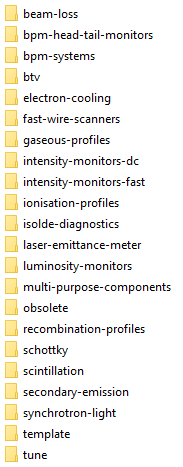 beam-loss
bpm-head-tail-monitors
bpm-systems
btv
electron-cooling
fast-wire-scanners
gaseous-profiles
intensity-monitors-dc
intensity-monitors-fast
ionisation-profiles
isolde-diagnostics
laser-emittance-meter
luminosity-monitors
multi-purpose-components
obsolete
recombination-profiles
schottky
scintillation
secondary-emission
synchrotron-light
template
tune